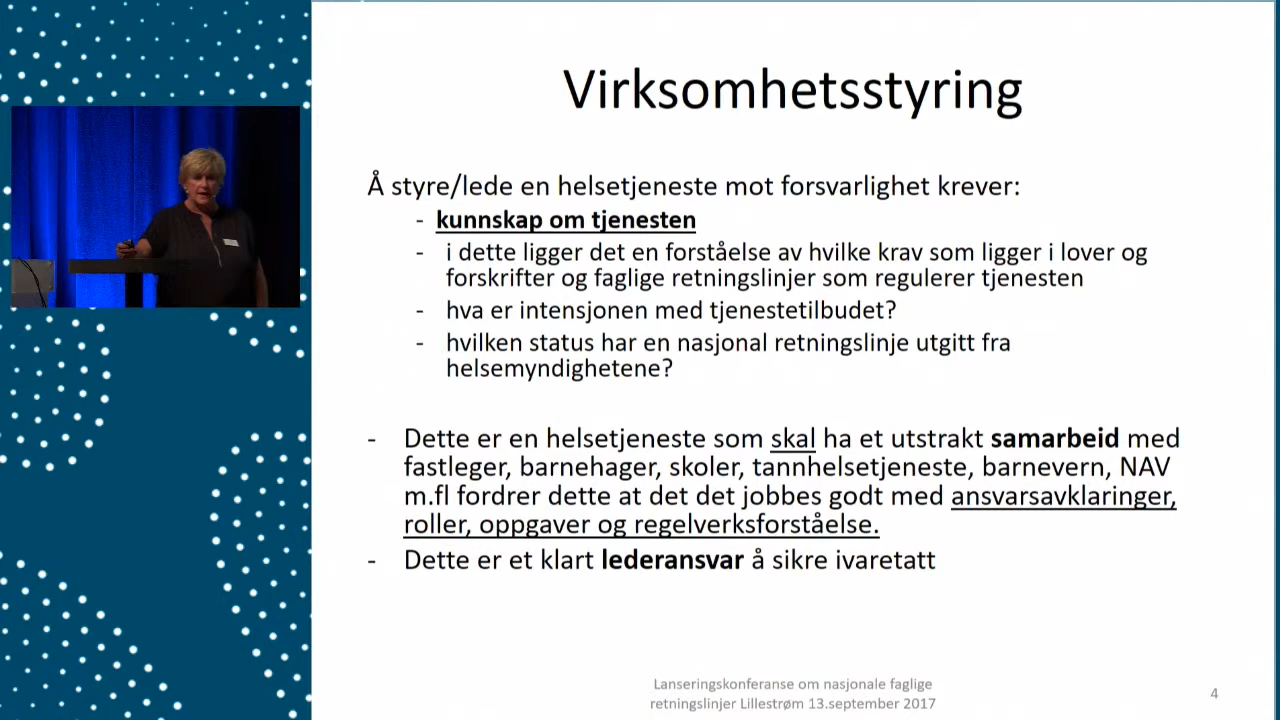 Virksomhetsstyring
Å styre/lede en helsetjeneste mot forsvarlighet krever:
- kunnskap om tjenesten
- i dette ligger det en forståelse av hvilke krav som ligger i lover og
forskrifter og faglige retningslinjer som regulerer tjenesten
- hva er intensjonen med tjenestetilbudet?
- hvilken status har en nasjonal retningslinje utgitt fra
helsemyndighetene?
- Dette er en helsetjeneste som skal ha et utstrakt samarbeid med
fastleger, barnehager, skoler, tannhelsetjeneste, barnevern, NAV
m.fl fordrer dette at det det jobbes godt med ansvarsavklaringer,
roller, oppgaver og regelverksforståelse.
- Dette er et klart lederansvar å sikre ivaretatt
Lanseringskonferanse om nasjonale faglige
retningslinjer Lillestrøm 13.september 2017
4